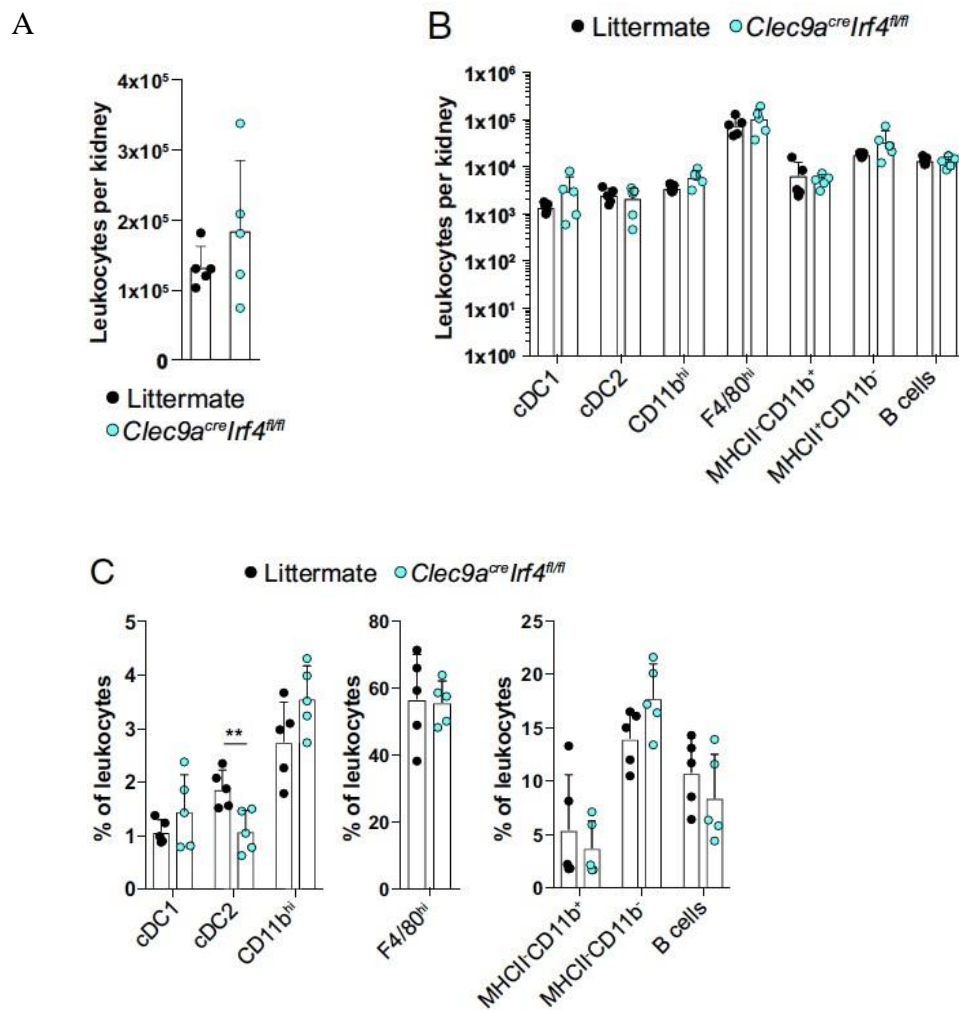 A
Leukocytes per kidney
4x10⁵
3x10⁵
2x10⁵
1x10⁵
0
Littermate
Clec9aᶜʳᵉIrf4ᶠˡ/ᶠˡ
B
Littermate Clec9aᶜʳᵉIrf4ᶠˡ/ᶠˡ
Leukocytes per kidney
1x10⁶
1x10⁵
1x10⁴
1x10³
1x10²
1x10¹
1x10⁰
cDC1
cDC2
CD11bʰⁱ
F4/80ʰⁱ
MHCII⁻CD11b⁺
MHCII⁺CD11b⁻
B cells
C
Littermate Clec9aᶜʳᵉIrf4ᶠˡ/ᶠˡ
% of leukocytes
5
4
3
2
1
0
**
cDC1
cDC2
CD11bʰⁱ
% of leukocytes
80
60
40
20
0
F4/80ʰⁱ
% of leukocytes
25
20
15
10
5
0
MHCII⁻CD11b⁺
MHCII⁻CD11b⁻
B cells